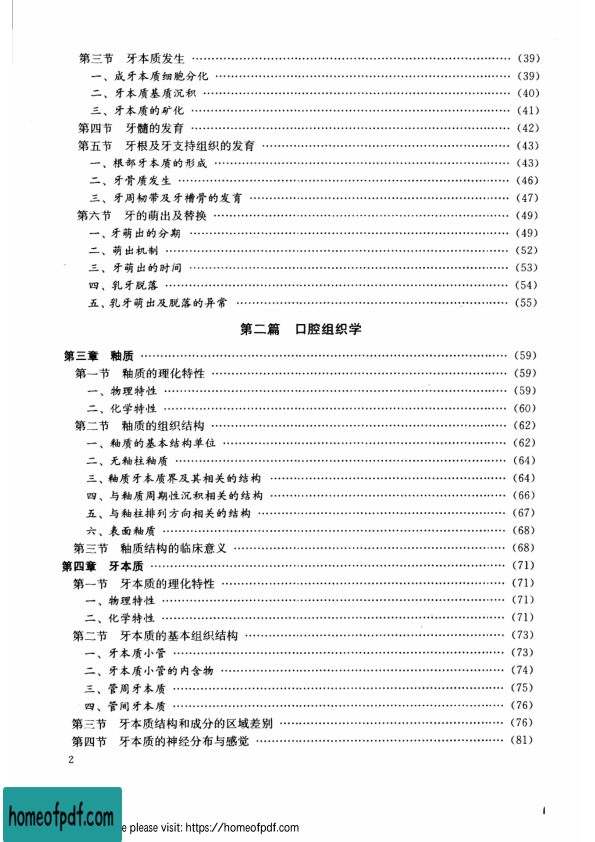 第三节 牙本质发生 ……………………………………………………………… (39)
一、成牙本质细胞分化 ……………………………………………………………… (39)
二、牙本质基质沉积 ……………………………………………………………… (40)
三、牙本质的矿化 ……………………………………………………………… (41)
第四节 牙髓的发育 ……………………………………………………………… (42)
第五节 牙根及牙支持组织的发育 ……………………………………………………………… (43)
一、根部牙本质的形成 ……………………………………………………………… (43)
二、牙骨质发生 ……………………………………………………………… (46)
三、牙周韧带及牙槽骨的发育 ……………………………………………………………… (47)
第六节 牙的萌出及替换 ……………………………………………………………… (49)
一、牙萌出的分期 ……………………………………………………………… (49)
二、萌出机制 ……………………………………………………………… (52)
三、牙萌出的时间 ……………………………………………………………… (53)
四、乳牙脱落 ……………………………………………………………… (54)
五、乳牙萌出及脱落的异常 ……………………………………………………………… (55)
第二篇 口腔组织学
第三章 釉质 ……………………………………………………………… (59)
第一节 釉质的理化特性 ……………………………………………………………… (59)
一、物理特性 ……………………………………………………………… (59)
二、化学特性 ……………………………………………………………… (60)
第二节 釉质的组织结构 ……………………………………………………………… (62)
一、釉质的基本结构单位 ……………………………………………………………… (62)
二、无釉柱釉质 ……………………………………………………………… (64)
三、釉质牙本质界及其相关的结构 ……………………………………………………………… (64)
四、与釉质周期性沉积相关的结构 ……………………………………………………………… (66)
五、与釉柱排列方向相关的结构 ……………………………………………………………… (67)
六、表面釉质 ……………………………………………………………… (68)
第三节 釉质结构的临床意义 ……………………………………………………………… (68)
第四章 牙本质 ……………………………………………………………… (71)
第一节 牙本质的理化特性 ……………………………………………………………… (71)
一、物理特性 ……………………………………………………………… (71)
二、化学特性 ……………………………………………………………… (71)
第二节 牙本质的基本组织结构 ……………………………………………………………… (73)
一、牙本质小管 ……………………………………………………………… (73)
二、牙本质小管的内含物 ……………………………………………………………… (74)
三、管周牙本质 ……………………………………………………………… (75)
四、管间牙本质 ……………………………………………………………… (76)
第三节 牙本质结构和成分的区域差别 ……………………………………………………………… (76)
第四节 牙本质的神经分布与感觉 ……………………………………………………………… (81)
2
homeofpdf.com
e please visit: https://homeofpdf.com